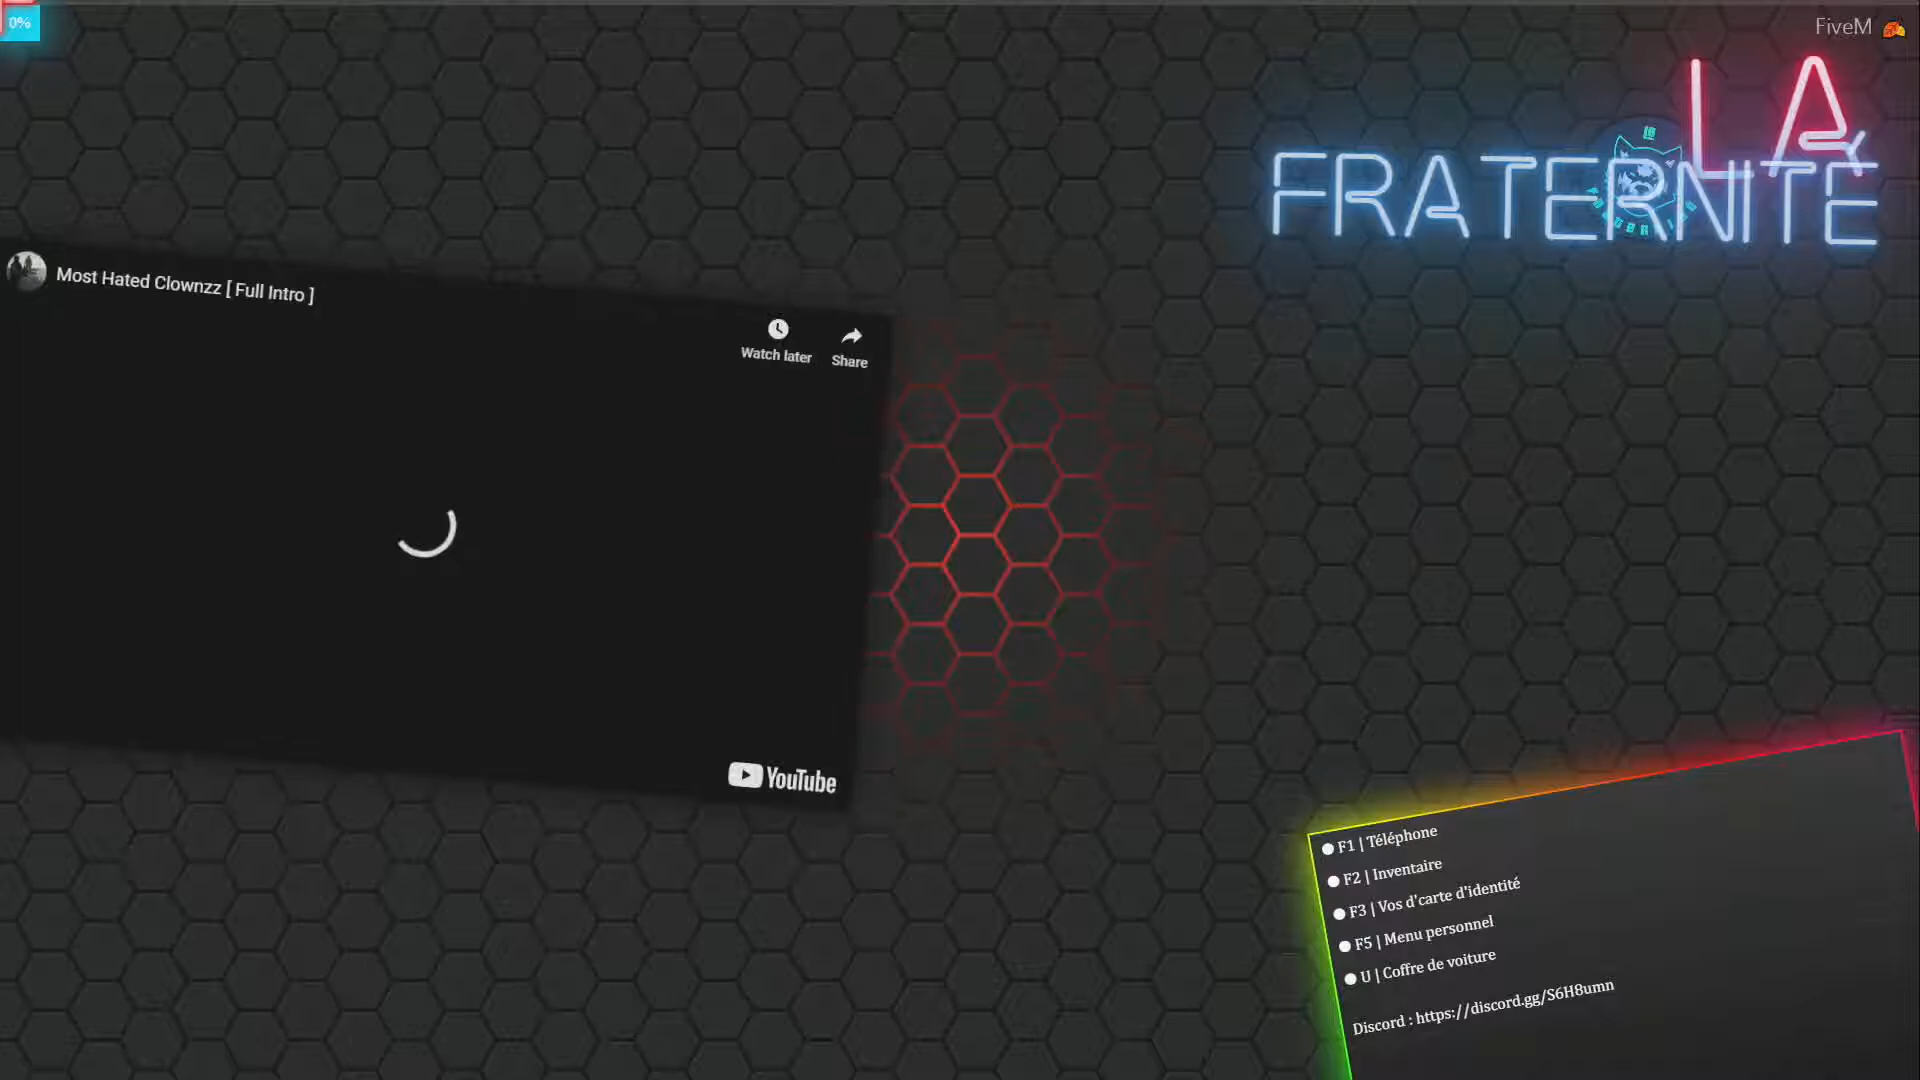 0%
FiveM
LA
FRATERNITÉ
Most Hated Clownzz [ Full Intro ]
Watch later
Share
YouTube
F1 | Téléphone
F2 | Inventaire
F3 | Vos d'carte d'identité
F5 | Menu personnel
U | Coffre de voiture
Discord : https://discord.gg/S6H8umn